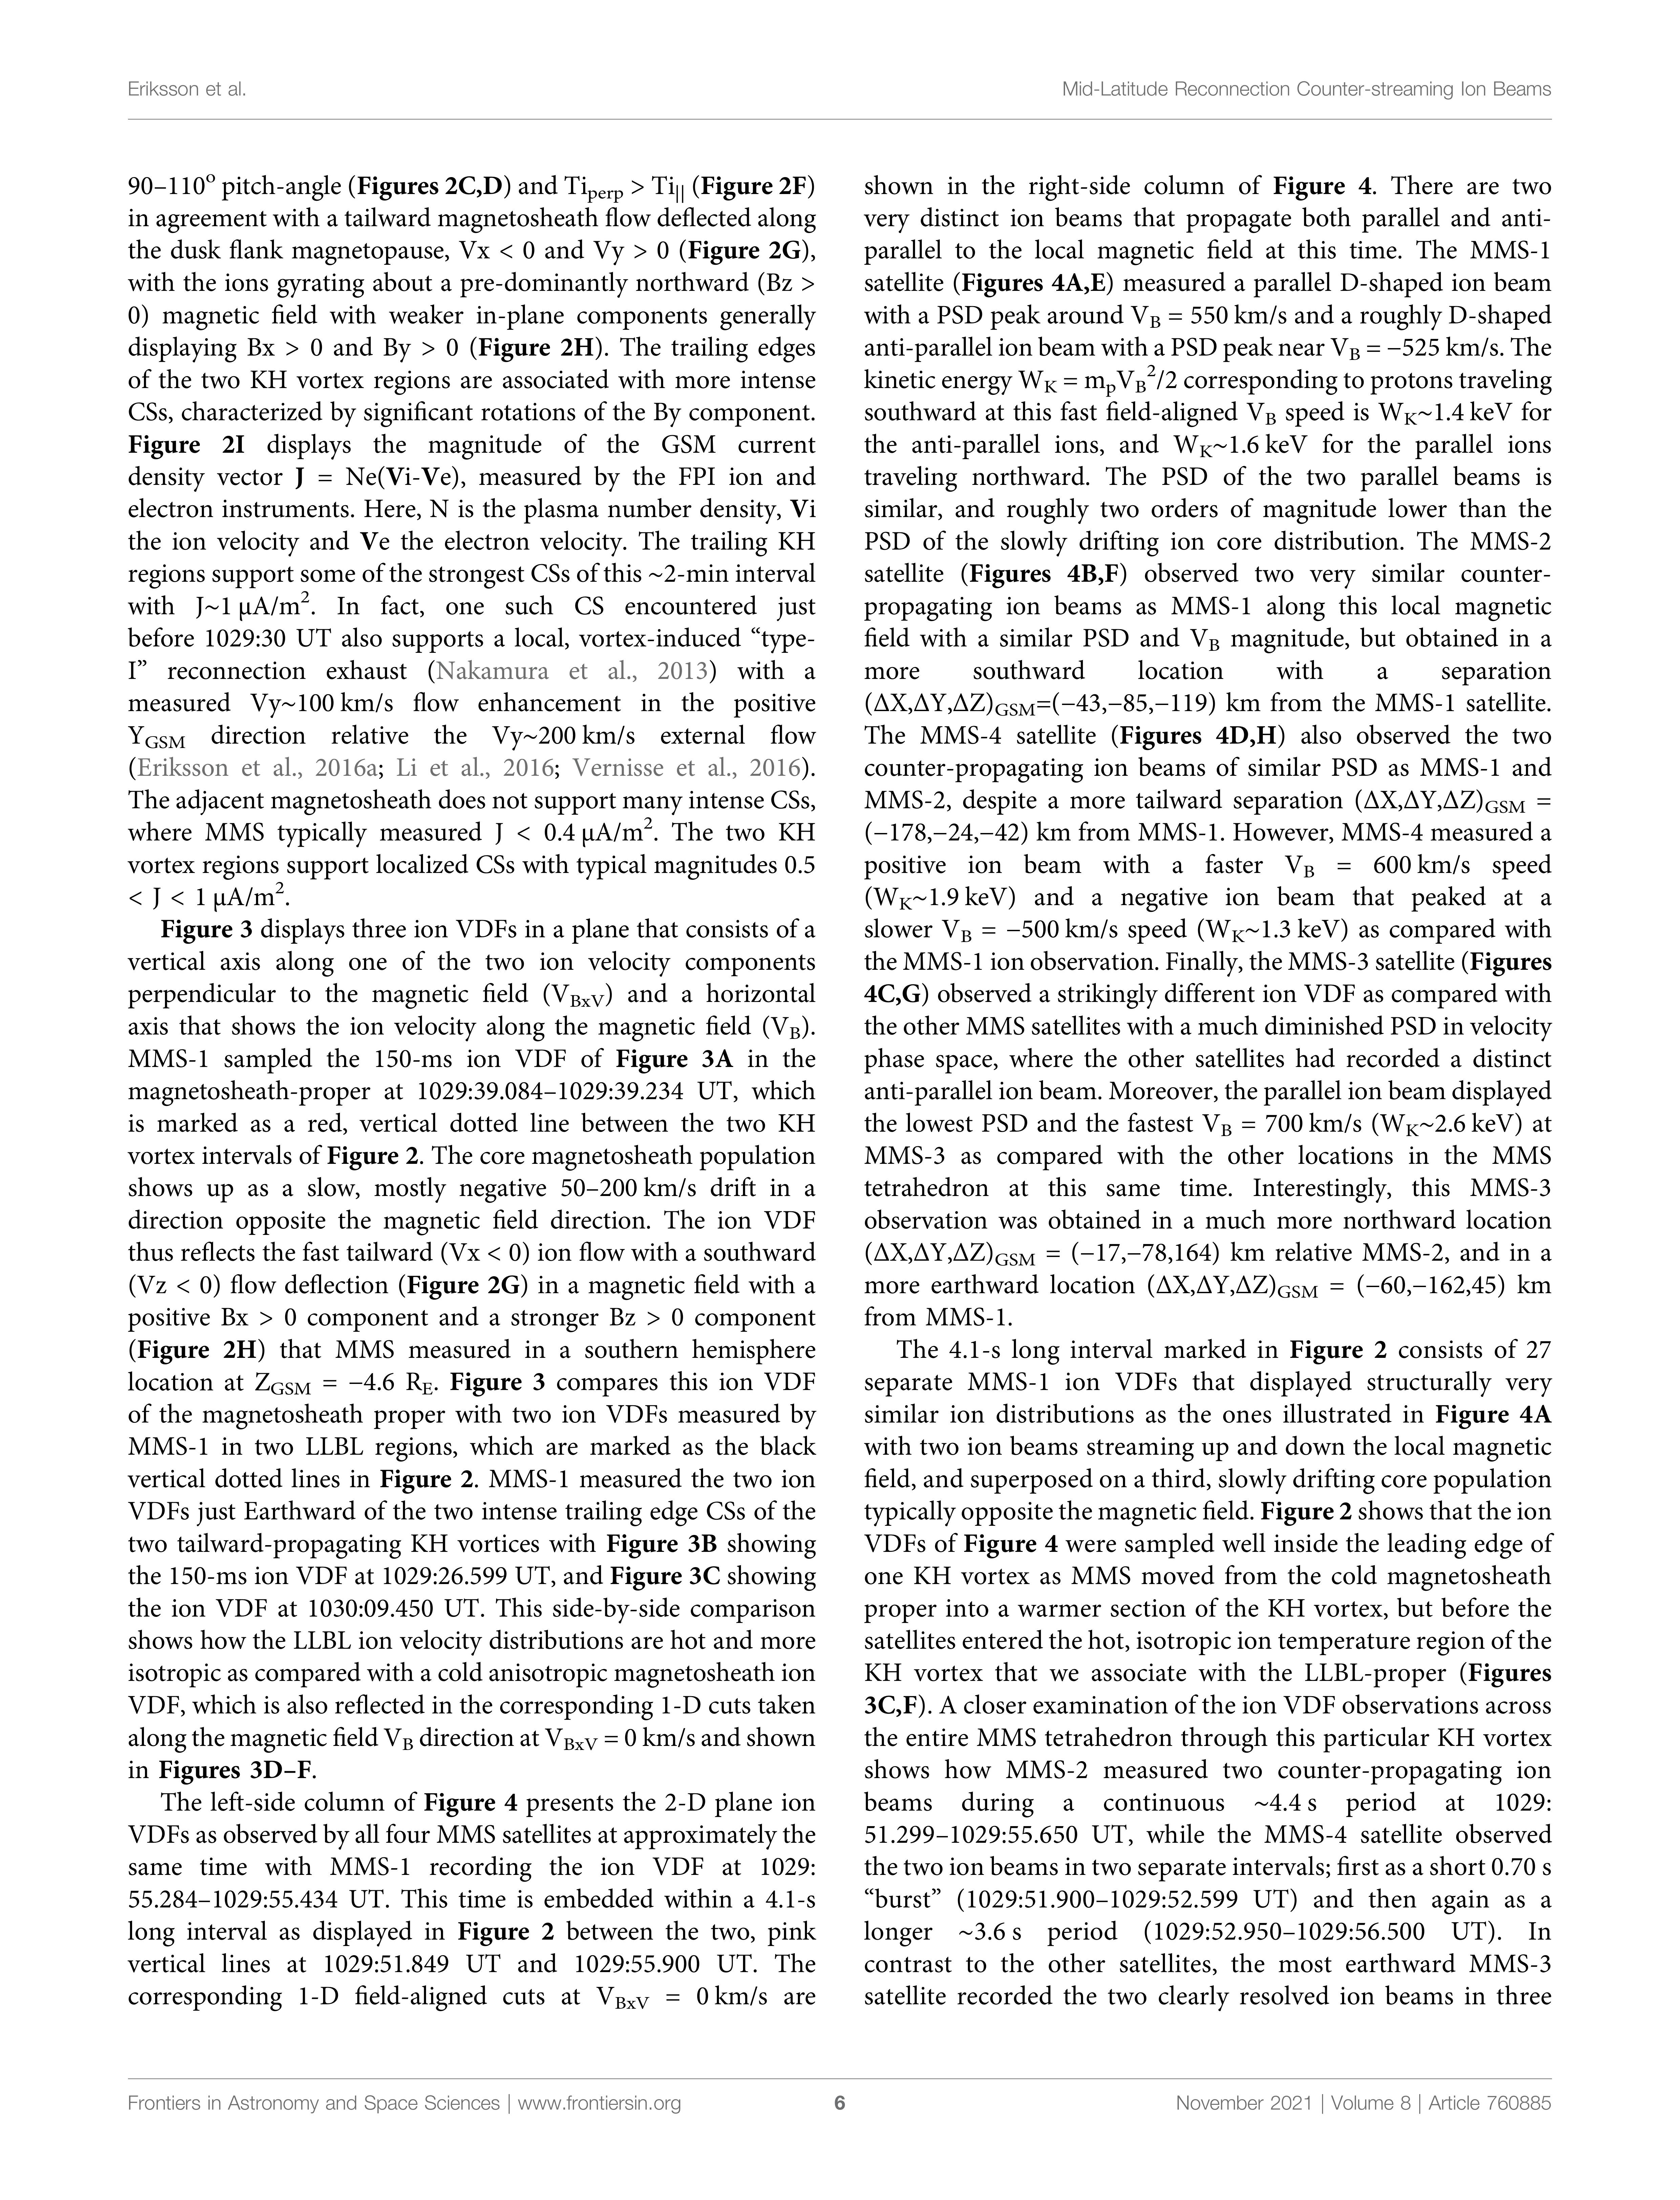 Eriksson et al.
Mid-Latitude Reconnection Counter-streaming Ion Beams
90–110° pitch-angle (Figures 2C,D) and Tiperp > Ti|| (Figure 2F)
in agreement with a tailward magnetosheath flow deflected along
the dusk flank magnetopause, Vx < 0 and Vy > 0 (Figure 2G),
with the ions gyrating about a pre-dominantly northward (Bz >
0) magnetic field with weaker in-plane components generally
displaying Bx > 0 and By > 0 (Figure 2H). The trailing edges
of the two KH vortex regions are associated with more intense
CSs, characterized by significant rotations of the By component.
Figure 2I displays the magnitude of the GSM current
density vector J = Ne(Vi-Ve), measured by the FPI ion and
electron instruments. Here, N is the plasma number density, Vi
the ion velocity and Ve the electron velocity. The trailing KH
regions support some of the strongest CSs of this ~2-min interval
with J~1 μA/m². In fact, one such CS encountered just
before 1029:30 UT also supports a local, vortex-induced “type-
I” reconnection exhaust (Nakamura et al., 2013) with a
measured Vy~100 km/s flow enhancement in the positive
YGSM direction relative the Vy~200 km/s external flow
(Eriksson et al., 2016a; Li et al., 2016; Vernisse et al., 2016).
The adjacent magnetosheath does not support many intense CSs,
where MMS typically measured J < 0.4 μA/m². The two KH
vortex regions support localized CSs with typical magnitudes 0.5
< J < 1 μA/m².
Figure 3 displays three ion VDFs in a plane that consists of a
vertical axis along one of the two ion velocity components
perpendicular to the magnetic field (VBxV) and a horizontal
axis that shows the ion velocity along the magnetic field (VB).
MMS-1 sampled the 150-ms ion VDF of Figure 3A in the
magnetosheath-proper at 1029:39.084–1029:39.234 UT, which
is marked as a red, vertical dotted line between the two KH
vortex intervals of Figure 2. The core magnetosheath population
shows up as a slow, mostly negative 50–200 km/s drift in a
direction opposite the magnetic field direction. The ion VDF
thus reflects the fast tailward (Vx < 0) ion flow with a southward
(Vz < 0) flow deflection (Figure 2G) in a magnetic field with a
positive Bx > 0 component and a stronger Bz > 0 component
(Figure 2H) that MMS measured in a southern hemisphere
location at ZGSM = −4.6 RE. Figure 3 compares this ion VDF
of the magnetosheath proper with two ion VDFs measured by
MMS-1 in two LLBL regions, which are marked as the black
vertical dotted lines in Figure 2. MMS-1 measured the two ion
VDFs just Earthward of the two intense trailing edge CSs of the
two tailward-propagating KH vortices with Figure 3B showing
the 150-ms ion VDF at 1029:26.599 UT, and Figure 3C showing
the ion VDF at 1030:09.450 UT. This side-by-side comparison
shows how the LLBL ion velocity distributions are hot and more
isotropic as compared with a cold anisotropic magnetosheath ion
VDF, which is also reflected in the corresponding 1-D cuts taken
along the magnetic field VB direction at VBxV = 0 km/s and shown
in Figures 3D–F.
The left-side column of Figure 4 presents the 2-D plane ion
VDFs as observed by all four MMS satellites at approximately the
same time with MMS-1 recording the ion VDF at 1029:
55.284–1029:55.434 UT. This time is embedded within a 4.1-s
long interval as displayed in Figure 2 between the two, pink
vertical lines at 1029:51.849 UT and 1029:55.900 UT. The
corresponding 1-D field-aligned cuts at VBxV = 0 km/s are
shown in the right-side column of Figure 4. There are two
very distinct ion beams that propagate both parallel and anti-
parallel to the local magnetic field at this time. The MMS-1
satellite (Figures 4A,E) measured a parallel D-shaped ion beam
with a PSD peak around VB = 550 km/s and a roughly D-shaped
anti-parallel ion beam with a PSD peak near VB = −525 km/s. The
kinetic energy WK = mpVB²/2 corresponding to protons traveling
southward at this fast field-aligned VB speed is WK~1.4 keV for
the anti-parallel ions, and WK~1.6 keV for the parallel ions
traveling northward. The PSD of the two parallel beams is
similar, and roughly two orders of magnitude lower than the
PSD of the slowly drifting ion core distribution. The MMS-2
satellite (Figures 4B,F) observed two very similar counter-
propagating ion beams as MMS-1 along this local magnetic
field with a similar PSD and VB magnitude, but obtained in a
more southward location with a separation
(ΔX,ΔY,ΔZ)GSM=(−43,−85,−119) km from the MMS-1 satellite.
The MMS-4 satellite (Figures 4D,H) also observed the two
counter-propagating ion beams of similar PSD as MMS-1 and
MMS-2, despite a more tailward separation (ΔX,ΔY,ΔZ)GSM =
(−178,−24,−42) km from MMS-1. However, MMS-4 measured a
positive ion beam with a faster VB = 600 km/s speed
(WK~1.9 keV) and a negative ion beam that peaked at a
slower VB = −500 km/s speed (WK~1.3 keV) as compared with
the MMS-1 ion observation. Finally, the MMS-3 satellite (Figures
4C,G) observed a strikingly different ion VDF as compared with
the other MMS satellites with a much diminished PSD in velocity
phase space, where the other satellites had recorded a distinct
anti-parallel ion beam. Moreover, the parallel ion beam displayed
the lowest PSD and the fastest VB = 700 km/s (WK~2.6 keV) at
MMS-3 as compared with the other locations in the MMS
tetrahedron at this same time. Interestingly, this MMS-3
observation was obtained in a much more northward location
(ΔX,ΔY,ΔZ)GSM = (−17,−78,164) km relative MMS-2, and in a
more earthward location (ΔX,ΔY,ΔZ)GSM = (−60,−162,45) km
from MMS-1.
The 4.1-s long interval marked in Figure 2 consists of 27
separate MMS-1 ion VDFs that displayed structurally very
similar ion distributions as the ones illustrated in Figure 4A
with two ion beams streaming up and down the local magnetic
field, and superposed on a third, slowly drifting core population
typically opposite the magnetic field. Figure 2 shows that the ion
VDFs of Figure 4 were sampled well inside the leading edge of
one KH vortex as MMS moved from the cold magnetosheath
proper into a warmer section of the KH vortex, but before the
satellites entered the hot, isotropic ion temperature region of the
KH vortex that we associate with the LLBL-proper (Figures
3C,F). A closer examination of the ion VDF observations across
the entire MMS tetrahedron through this particular KH vortex
shows how MMS-2 measured two counter-propagating ion
beams during a continuous ~4.4 s period at 1029:
51.299–1029:55.650 UT, while the MMS-4 satellite observed
the two ion beams in two separate intervals; first as a short 0.70 s
“burst” (1029:51.900–1029:52.599 UT) and then again as a
longer ~3.6 s period (1029:52.950–1029:56.500 UT). In
contrast to the other satellites, the most earthward MMS-3
satellite recorded the two clearly resolved ion beams in three
Frontiers in Astronomy and Space Sciences | www.frontiersin.org
6
November 2021 | Volume 8 | Article 760885